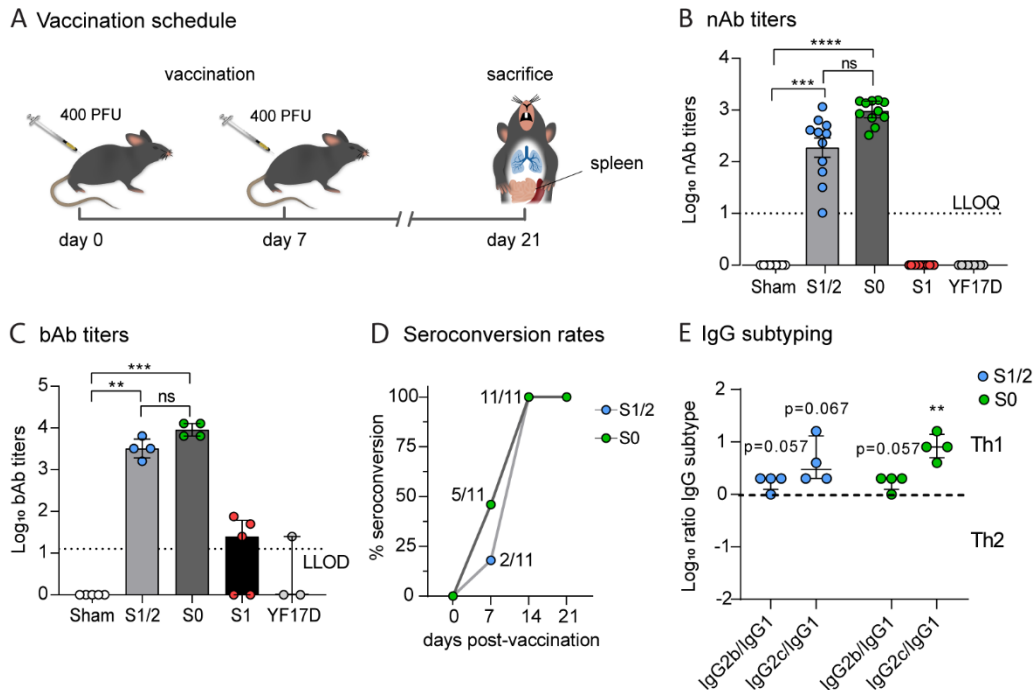 A Vaccination schedule
vaccination
sacrifice
400 PFU
400 PFU
spleen
day 0
day 7
day 21
B nAb titers
****
***
ns
Log₁₀ nAb titers
4
3
2
1
0
LLOQ
Sham
S1/2
S0
S1
YF17D
C bAb titers
***
**
ns
Log₁₀ bAb titers
5
4
3
2
1
0
LLOD
Sham
S1/2
S0
S1
YF17D
D Seroconversion rates
% seroconversion
100
75
50
25
0
11/11
5/11
2/11
S1/2
S0
0
7
14
21
days post-vaccination
E IgG subtyping
S1/2
S0
Log₁₀ ratio IgG subtype
2
1
0
-1
-2
p=0.057
p=0.067
p=0.057
**
Th1
Th2
IgG2b/IgG1
IgG2c/IgG1
IgG2b/IgG1
IgG2c/IgG1